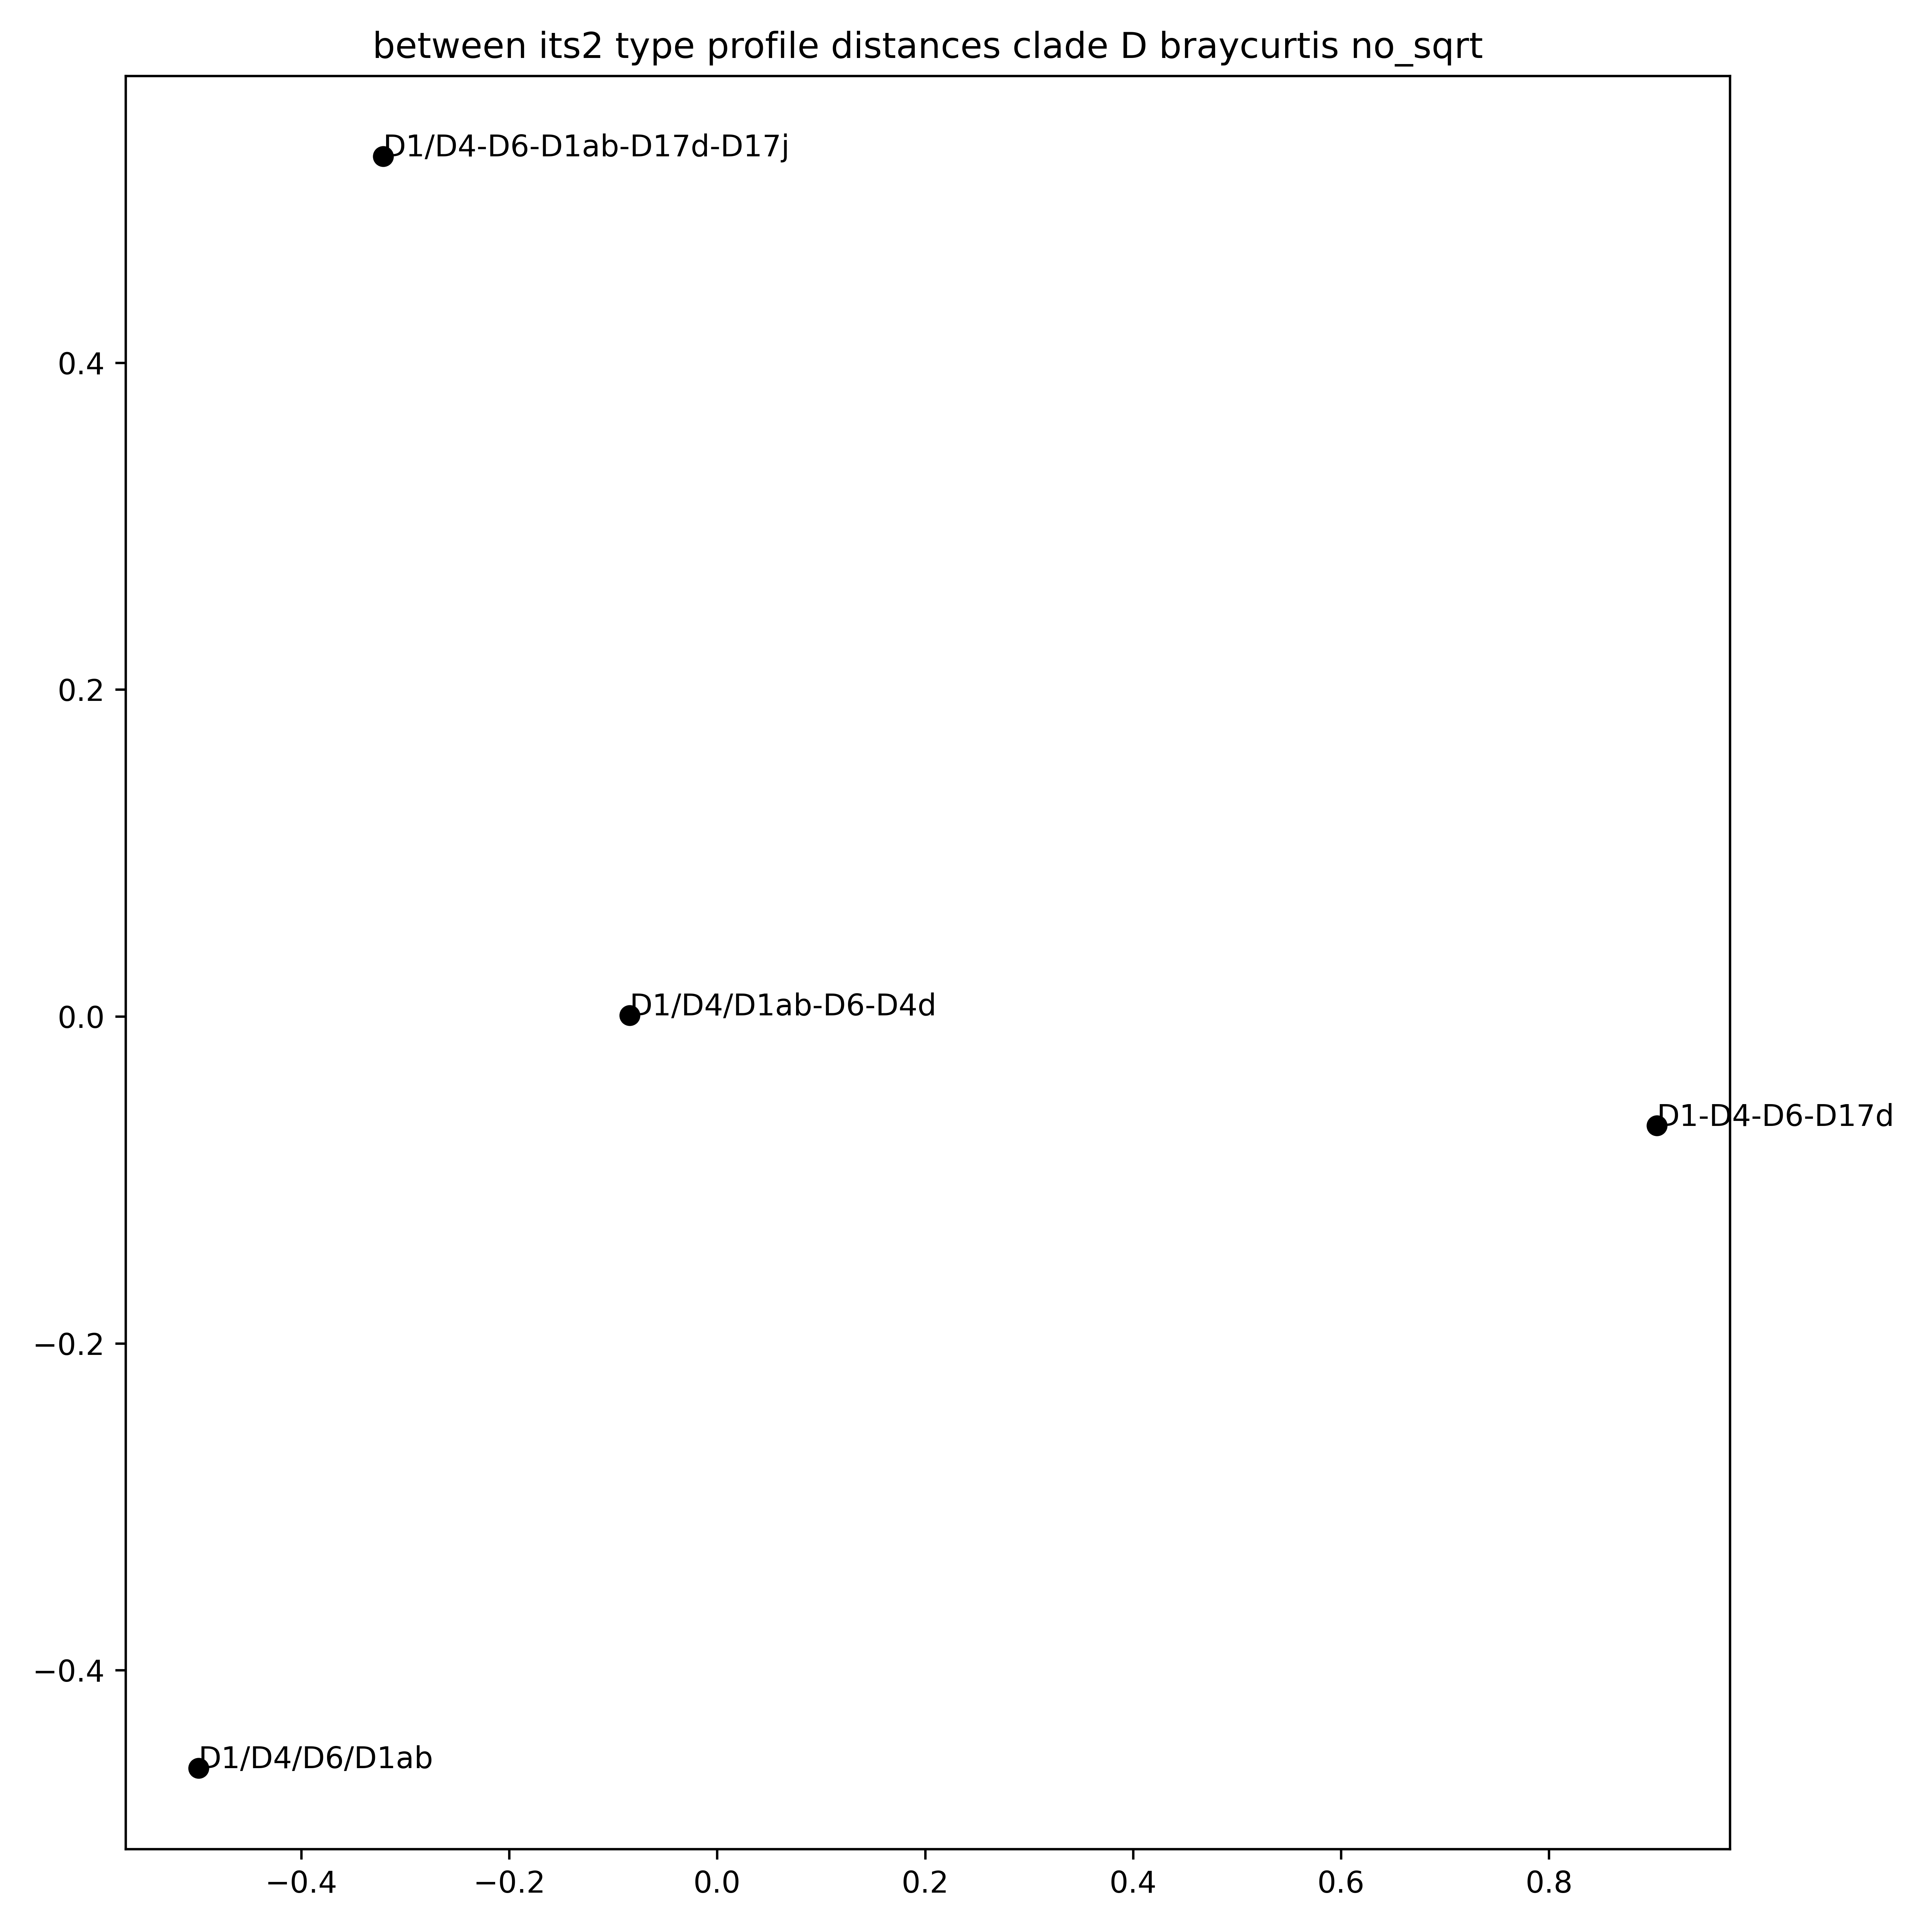 between its2 type profile distances clade D braycurtis no_sqrt
D1/D4-D6-D1ab-D17d-D17j
0.4
0.2
D1/D4/D1ab-D6-D4d
0.0
D1-D4-D6-D17d
−0.2
−0.4
D1/D4/D6/D1ab
−0.4 −0.2 0.0 0.2 0.4 0.6 0.8